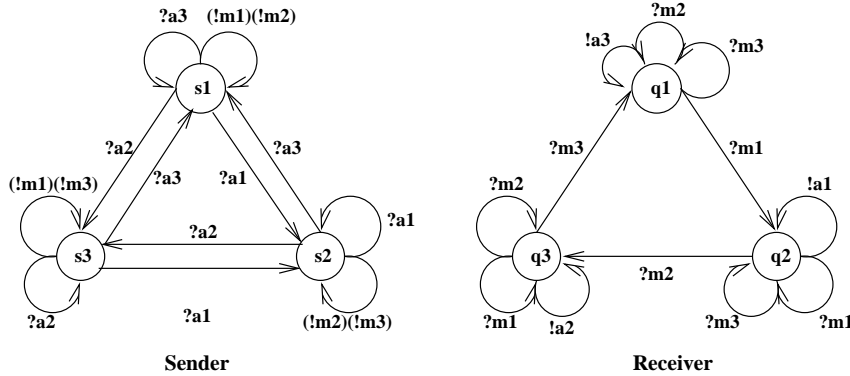 ?a3 (!m1)(!m2)
s1
?a2 ?a3 ?a1 ?a3
(!m1)(!m3)
?a1
?a2
s3 s2
?a2 ?a1 (!m2)(!m3)
Sender
?m2
!a3 ?m3
q1
?m3 ?m1
?m2 !a1
q3 q2
?m2
?m1 !a2 ?m3 ?m1
Receiver